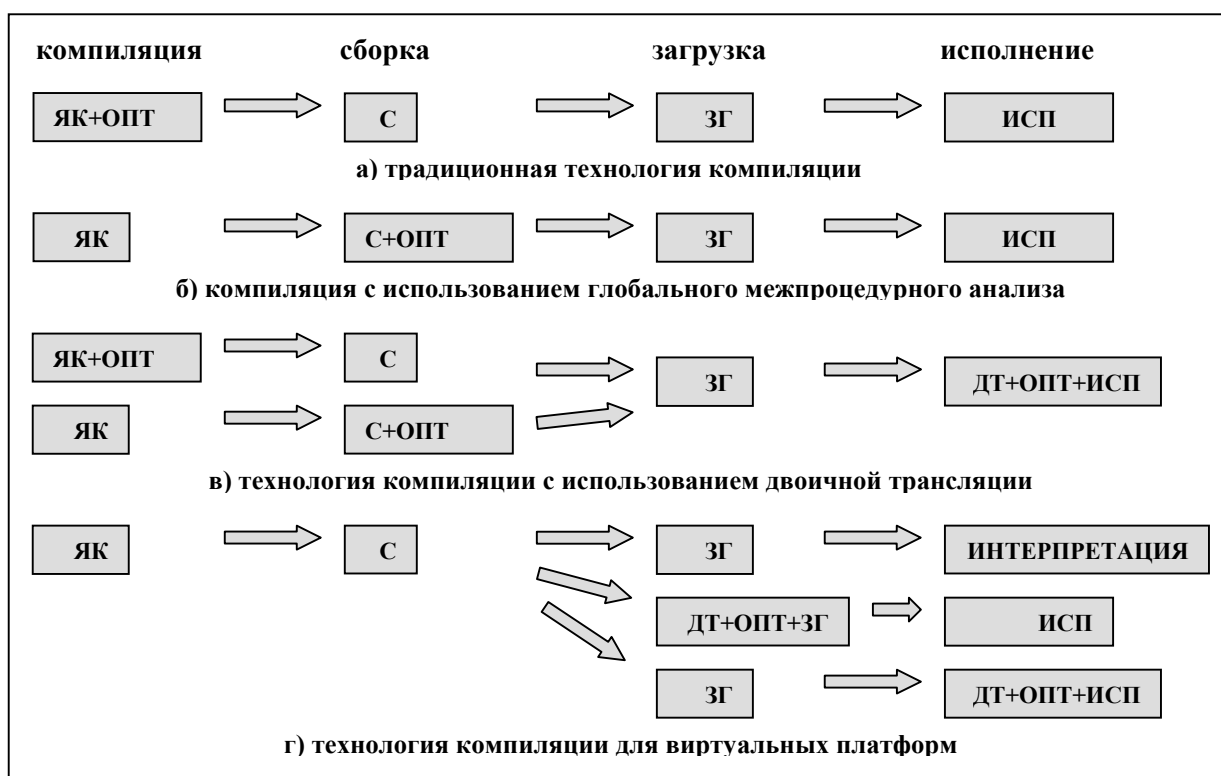 компиляция сборка загрузка исполнение
ЯК+ОПТ С ЗГ ИСП
а) традиционная технология компиляции
ЯК С+ОПТ ЗГ ИСП
б) компиляция с использованием глобального межпроцедурного анализа
ЯК+ОПТ С
ЗГ ДТ+ОПТ+ИСП
ЯК С+ОПТ
в) технология компиляции с использованием двоичной трансляции
ЯК С ЗГ ИНТЕРПРЕТАЦИЯ
ДТ+ОПТ+ЗГ ИСП
ЗГ ДТ+ОПТ+ИСП
г) технология компиляции для виртуальных платформ